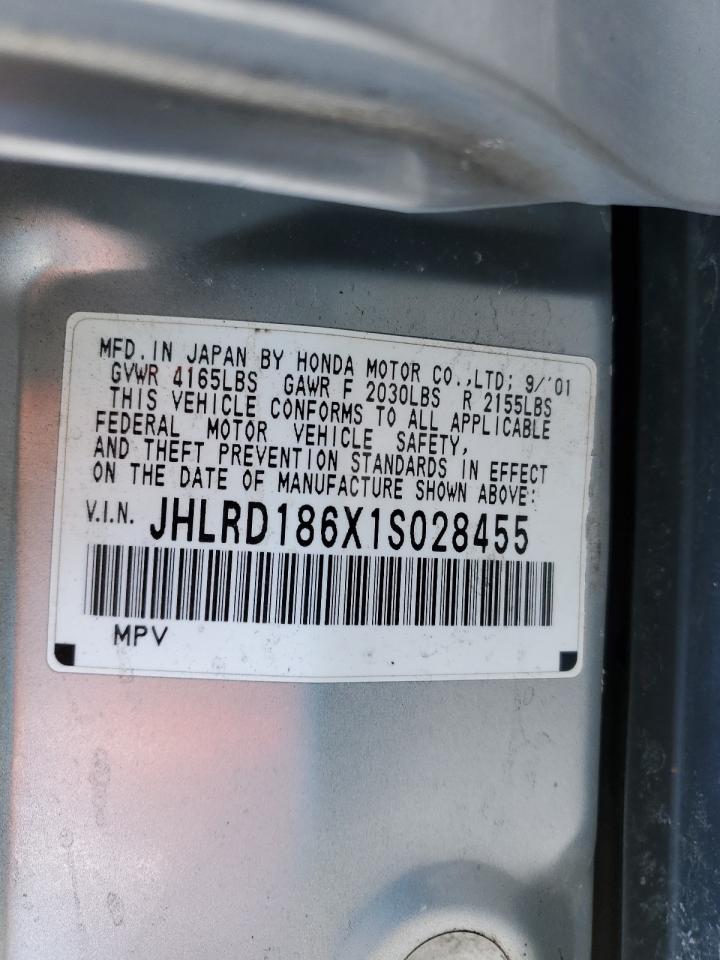 MFD. IN JAPAN BY HONDA MOTOR CO.,LTD; 9/'01
GVWR 4165LBS GAWR F 2030LBS R 2155LBS
THIS VEHICLE CONFORMS TO ALL APPLICABLE
FEDERAL MOTOR VEHICLE SAFETY,
AND THEFT PREVENTION STANDARDS IN EFFECT
ON THE DATE OF MANUFACTURE SHOWN ABOVE:
V.I.N. JHLRD186X1S028455
MPV